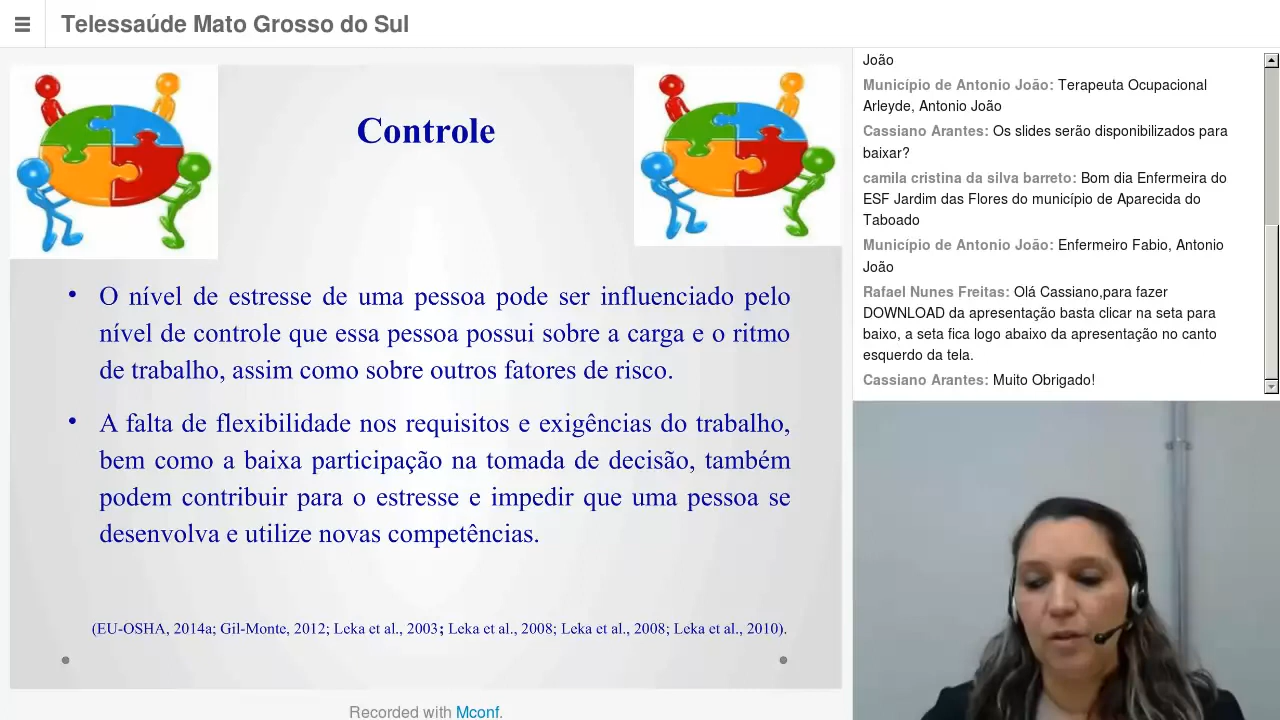 Telessaúde Mato Grosso do Sul
Controle
• O nível de estresse de uma pessoa pode ser influenciado pelo
nível de controle que essa pessoa possui sobre a carga e o ritmo
de trabalho, assim como sobre outros fatores de risco.
• A falta de flexibilidade nos requisitos e exigências do trabalho,
bem como a baixa participação na tomada de decisão, também
podem contribuir para o estresse e impedir que uma pessoa se
desenvolva e utilize novas competências.
(EU-OSHA, 2014a; Gil-Monte, 2012; Leka et al., 2003; Leka et al., 2008; Leka et al., 2008; Leka et al., 2010).
Recorded with Mconf.
João
Município de Antonio João: Terapeuta Ocupacional
Arleyde, Antonio João
Cassiano Arantes: Os slides serão disponibilizados para
baixar?
camila cristina da silva barreto: Bom dia Enfermeira do
ESF Jardim das Flores do município de Aparecida do
Taboado
Município de Antonio João: Enfermeiro Fabio, Antonio
João
Rafael Nunes Freitas: Olá Cassiano,para fazer
DOWNLOAD da apresentação basta clicar na seta para
baixo, a seta fica logo abaixo da apresentação no canto
esquerdo da tela.
Cassiano Arantes: Muito Obrigado!